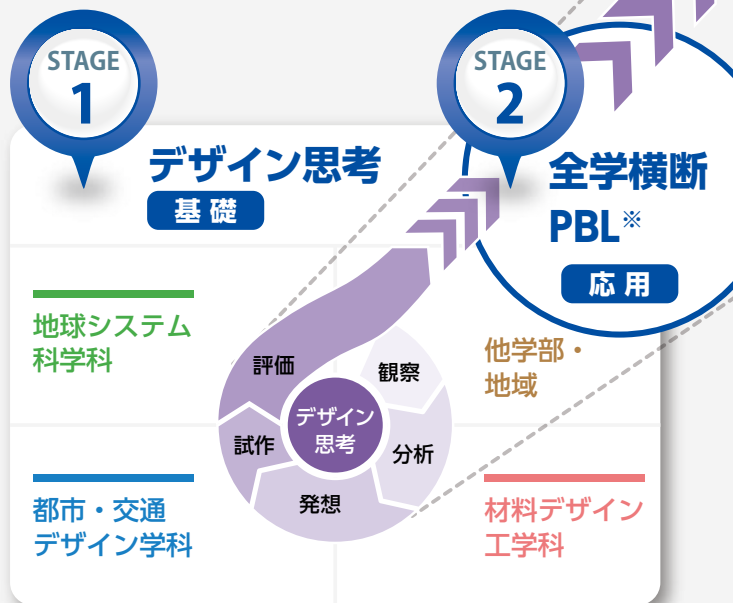 STAGE
1
デザイン思考
基礎
STAGE
2
全学横断
PBL※
応用
地球システム
科学科
他学部・
地域
評価
観察
デザイン
思考
試作
分析
発想
都市・交通
デザイン学科
材料デザイン
工学科